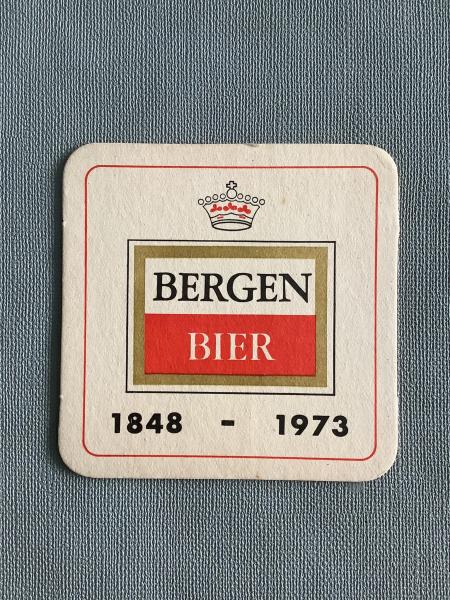 BERGEN
BIER
1848 - 1973